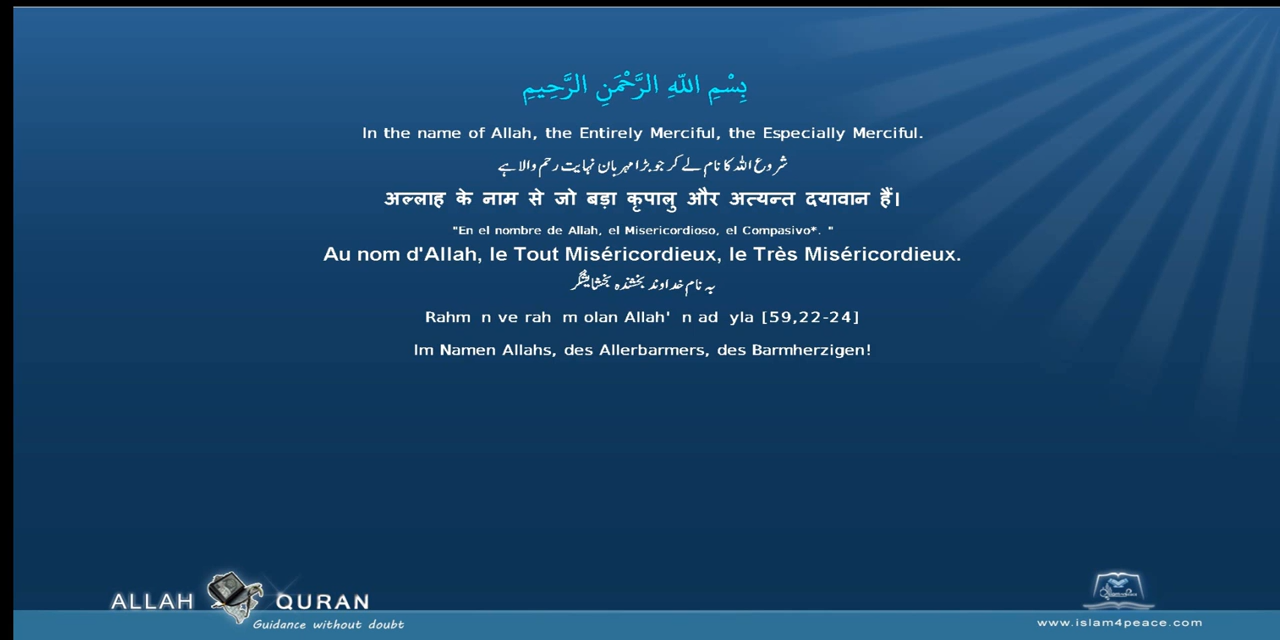 بِسْمِ اللَّهِ الرَّحْمَنِ الرَّحِيمِ
In the name of Allah, the Entirely Merciful, the Especially Merciful.
شروع الله کا نام لے کر جو بڑا مہربان نہایت رحم والا ہے
अल्लाह के नाम से जो बड़ा कृपालु और अत्यन्त दयावान हैं।
"En el nombre de Allah, el Misericordioso, el Compasivo*. "
Au nom d'Allah, le Tout Miséricordieux, le Très Miséricordieux.
به نام خداوند بخشنده بخشایشگر
Rahm n ve rah m olan Allah' n ad yla [59,22-24]
Im Namen Allahs, des Allerbarmers, des Barmherzigen!
ALLAH QURAN
Guidance without doubt
www.islam4peace.com